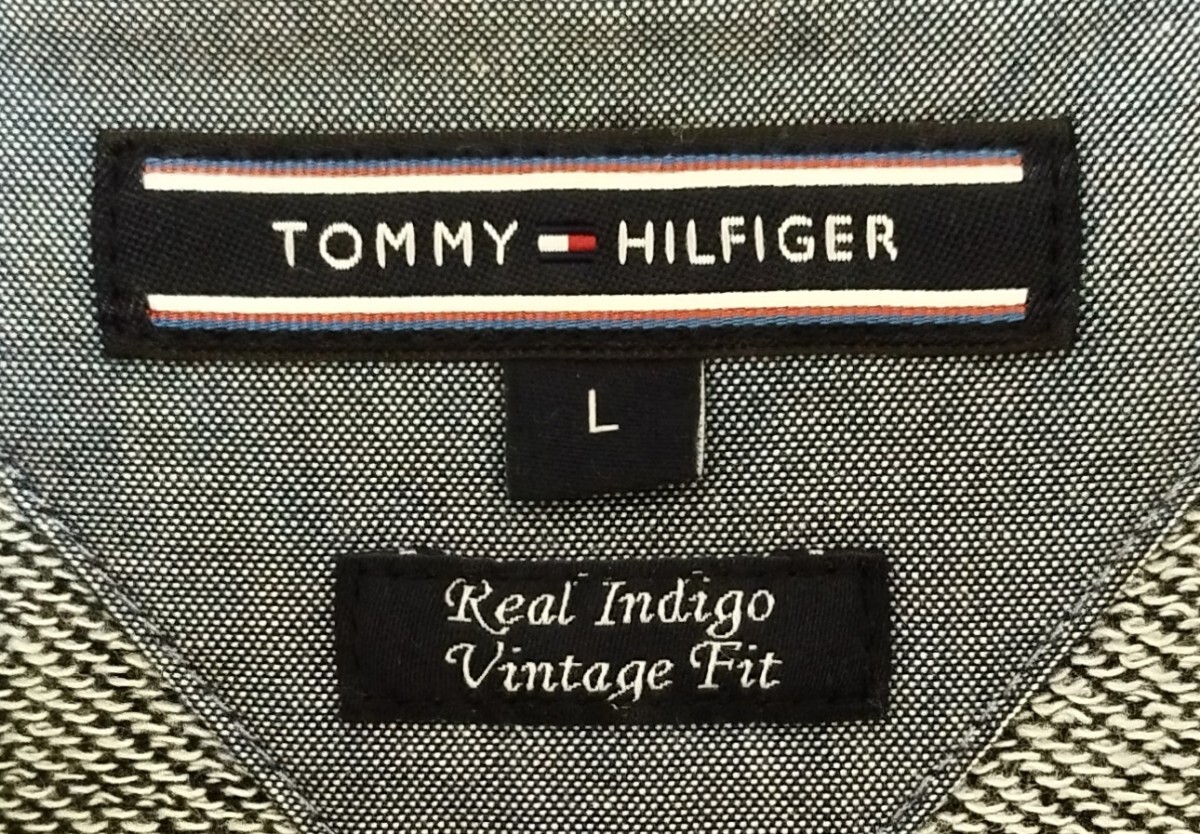 TOMMY HILFIGER
L
Real Indigo
Vintage Fit